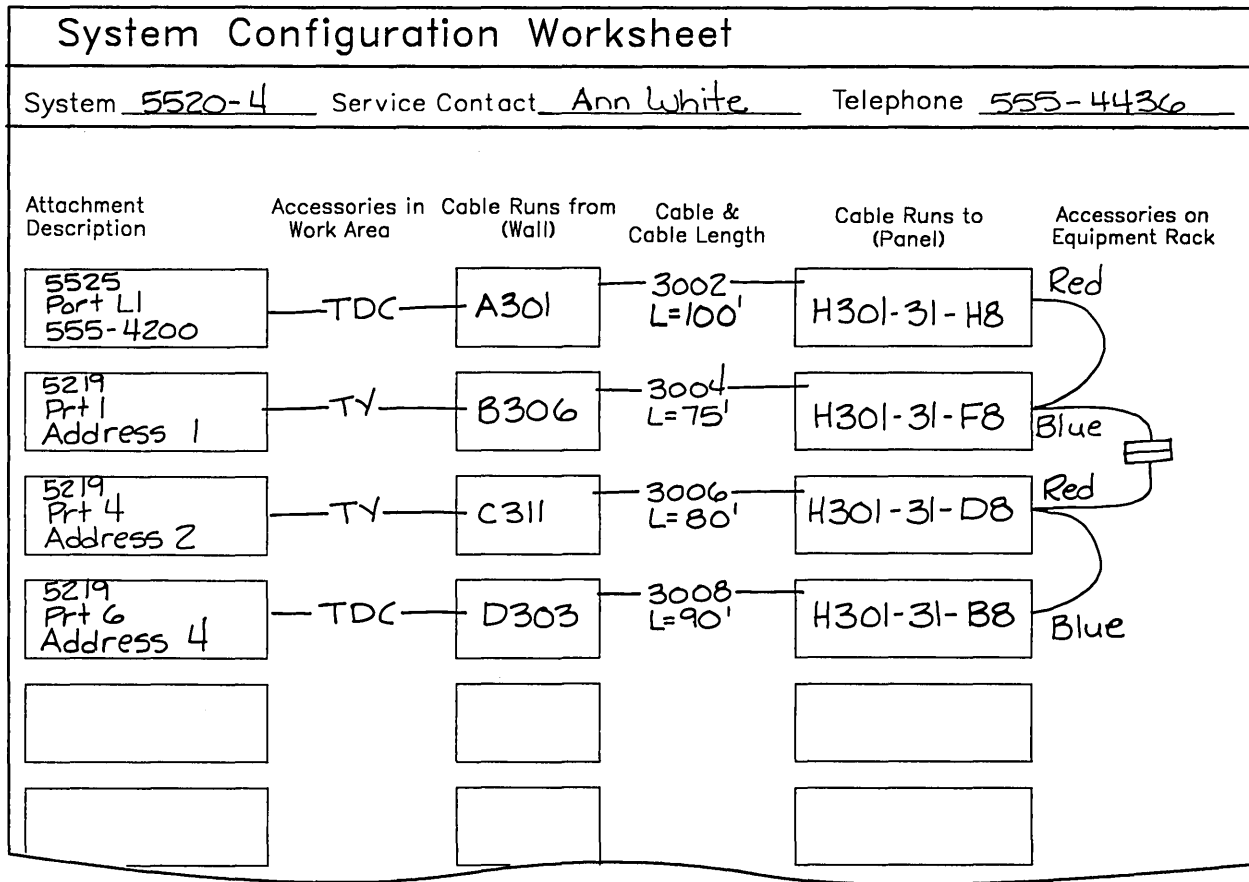 System Configuration Worksheet
System 5520-4 Service Contact Ann White Telephone 555-4436
Attachment Description
Accessories in Work Area
Cable Runs from (Wall)
Cable & Cable Length
Cable Runs to (Panel)
Accessories on Equipment Rack
5525
Port L1
555-4200
TDC
A301
3002
L=100'
H301-31-H8
Red
5219
Prt 1
Address 1
TY
B306
3004
L=75'
H301-31-F8
Blue
5219
Prt 4
Address 2
TY
C311
3006
L=80'
H301-31-D8
Red
5219
Prt 6
Address 4
TDC
D303
3008
L=90'
H301-31-B8
Blue